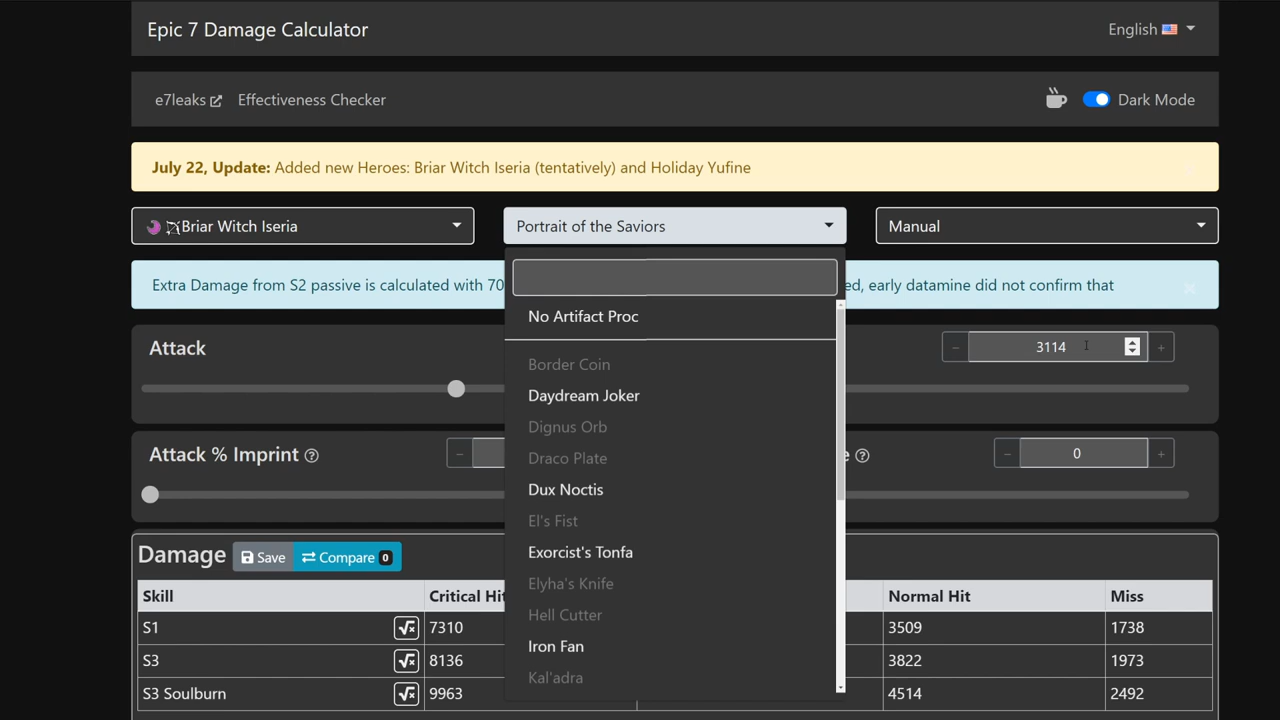 Epic 7 Damage Calculator
English
e7leaks Effectiveness Checker
Dark Mode
July 22, Update: Added new Heroes: Briar Witch Iseria (tentatively) and Holiday Yufine
Briar Witch Iseria
Portrait of the Saviors
Manual
Extra Damage from S2 passive is calculated with 70
ed, early datamine did not confirm that
No Artifact Proc
Border Coin
Daydream Joker
Dignus Orb
Draco Plate
Dux Noctis
El's Fist
Exorcist's Tonfa
Elyha's Knife
Hell Cutter
Iron Fan
Kal'adra
Attack
3114
Attack % Imprint ?
e ?
0
Damage Save Compare 0
Skill Critical Hit Normal Hit Miss
S1 √x 7310 3509 1738
S3 √x 8136 3822 1973
S3 Soulburn √x 9963 4514 2492